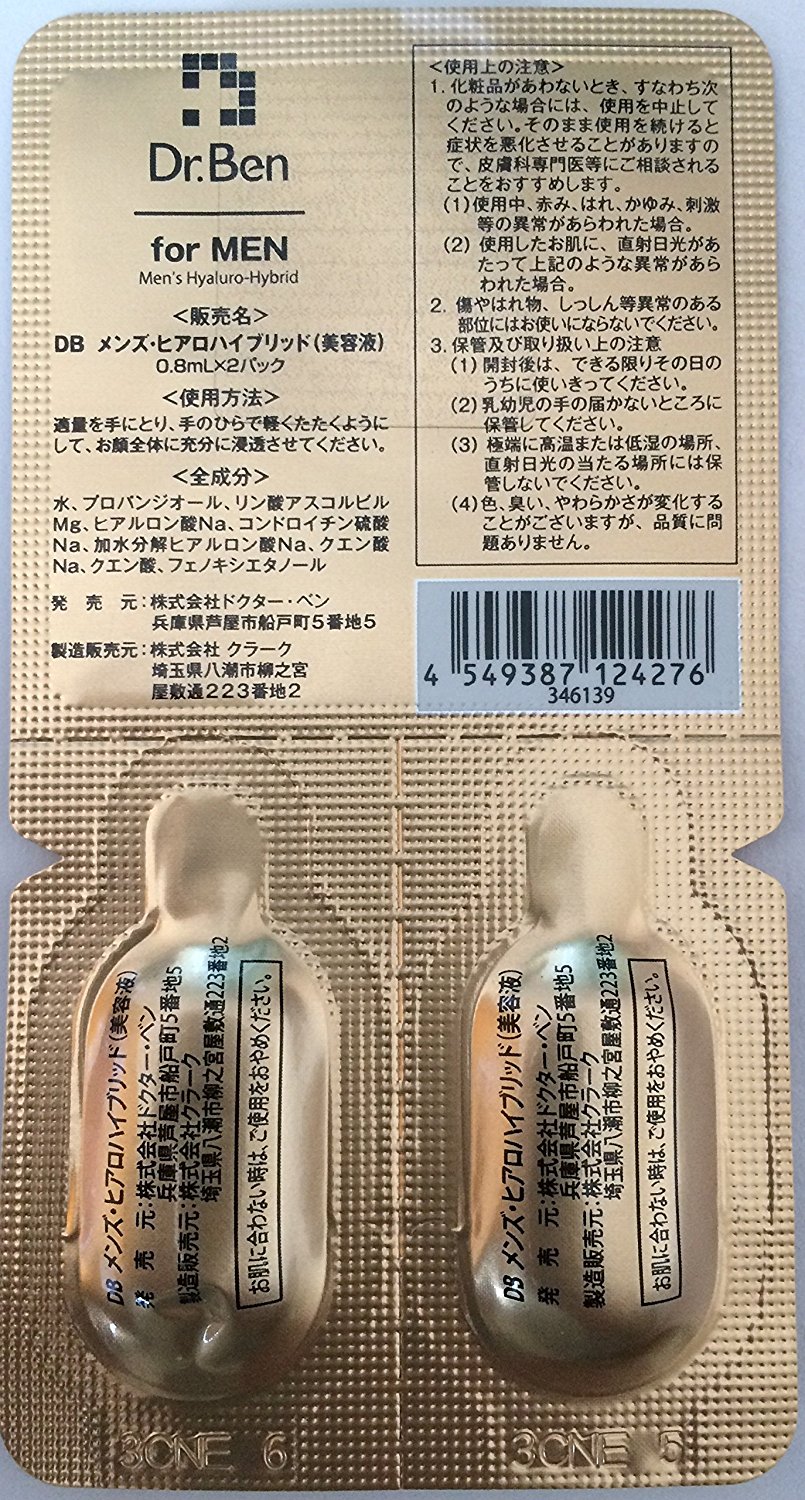 Dr.Ben
for MEN
Men's Hyaluro-Hybrid
＜販売名＞
DB メンズ・ヒアロハイブリッド（美容液）
0.8mL×2パック
＜使用方法＞
適量を手にとり、手のひらで軽くたたくように
して、お顔全体に充分に浸透させてください。
＜全成分＞
水、プロパンジオール、リン酸アスコルビル
Mg、ヒアルロン酸Na、コンドロイチン硫酸
Na、加水分解ヒアルロン酸Na、クエン酸
Na、クエン酸、フェノキシエタノール
発売元：株式会社ドクター・ベン
兵庫県芦屋市船戸町5番地5
製造販売元：株式会社 クラーク
埼玉県八潮市柳之宮
屋敷通223番地2
＜使用上の注意＞
1. 化粧品があわないとき、すなわち次
のような場合には、使用を中止して
ください。そのまま使用を続けると
症状を悪化させることがありますの
で、皮膚科専門医等にご相談される
ことをおすすめします。
(1)使用中、赤み、はれ、かゆみ、刺激
等の異常があらわれた場合。
(2) 使用したお肌に、直射日光があ
たって上記のような異常があら
われた場合。
2. 傷やはれ物、しっしん等異常のある
部位にはお使いにならないでください。
3. 保管及び取り扱い上の注意
(1) 開封後は、できる限りその日の
うちに使いきってください。
(2)乳幼児の手の届かないところに
保管してください。
(3) 極端に高温または低湿の場所、
直射日光の当たる場所には保
管しないでください。
(4)色、臭い、やわらかさが変化する
ことがございますが、品質に問
題ありません。
4 549387 124276
346139
DB メンズ・ヒアロハイブリッド（美容液）
発売元：株式会社ドクター・ベン
兵庫県芦屋市船戸町5番地5
製造販売元：株式会社クラーク
埼玉県八潮市柳之宮屋敷通223番地2
お肌に合わない時は、ご使用をおやめください。
DB メンズ・ヒアロハイブリッド（美容液）
発売元：株式会社ドクター・ベン
兵庫県芦屋市船戸町5番地5
製造販売元：株式会社クラーク
埼玉県八潮市柳之宮屋敷通223番地2
お肌に合わない時は、ご使用をおやめください。
3CNE 6
3CNE 5